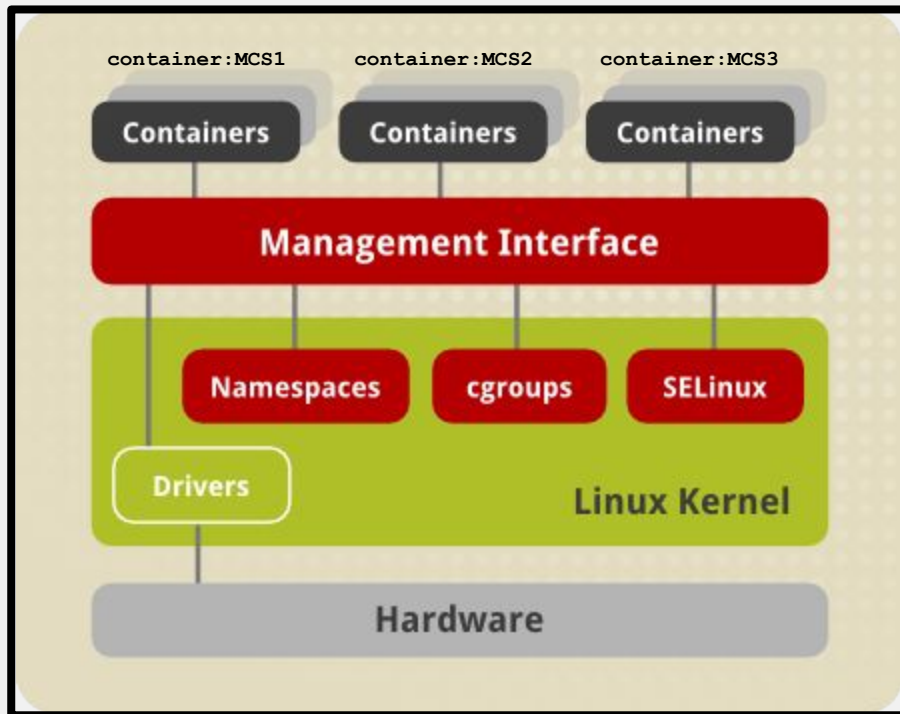 container:MCS1 container:MCS2 container:MCS3
Containers Containers Containers
Management Interface
Namespaces cgroups SELinux
Drivers
Linux Kernel
Hardware